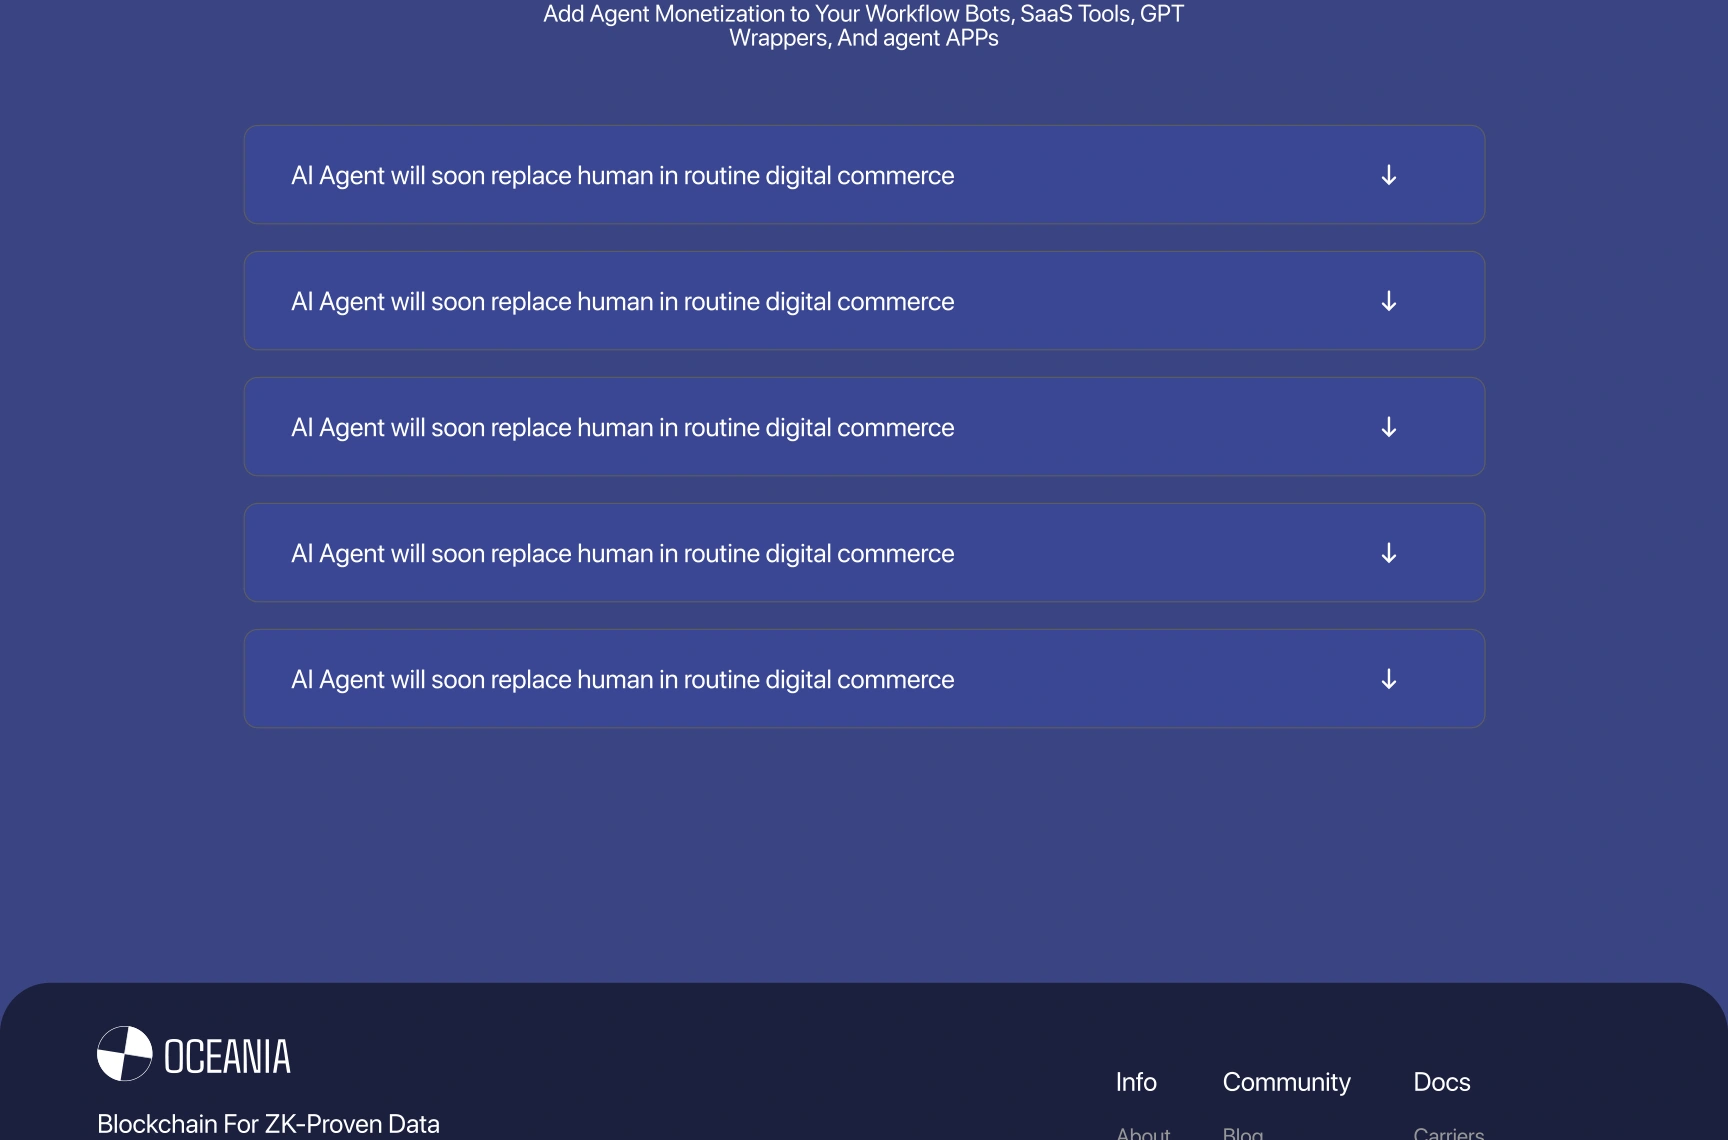 Add Agent Monetization to Your Workflow Bots, SaaS Tools, GPT
Wrappers, And agent APPs
AI Agent will soon replace human in routine digital commerce
AI Agent will soon replace human in routine digital commerce
AI Agent will soon replace human in routine digital commerce
AI Agent will soon replace human in routine digital commerce
AI Agent will soon replace human in routine digital commerce
OCEANIA
Blockchain For ZK-Proven Data
Info
Community
Docs
About
Blog
Carriers